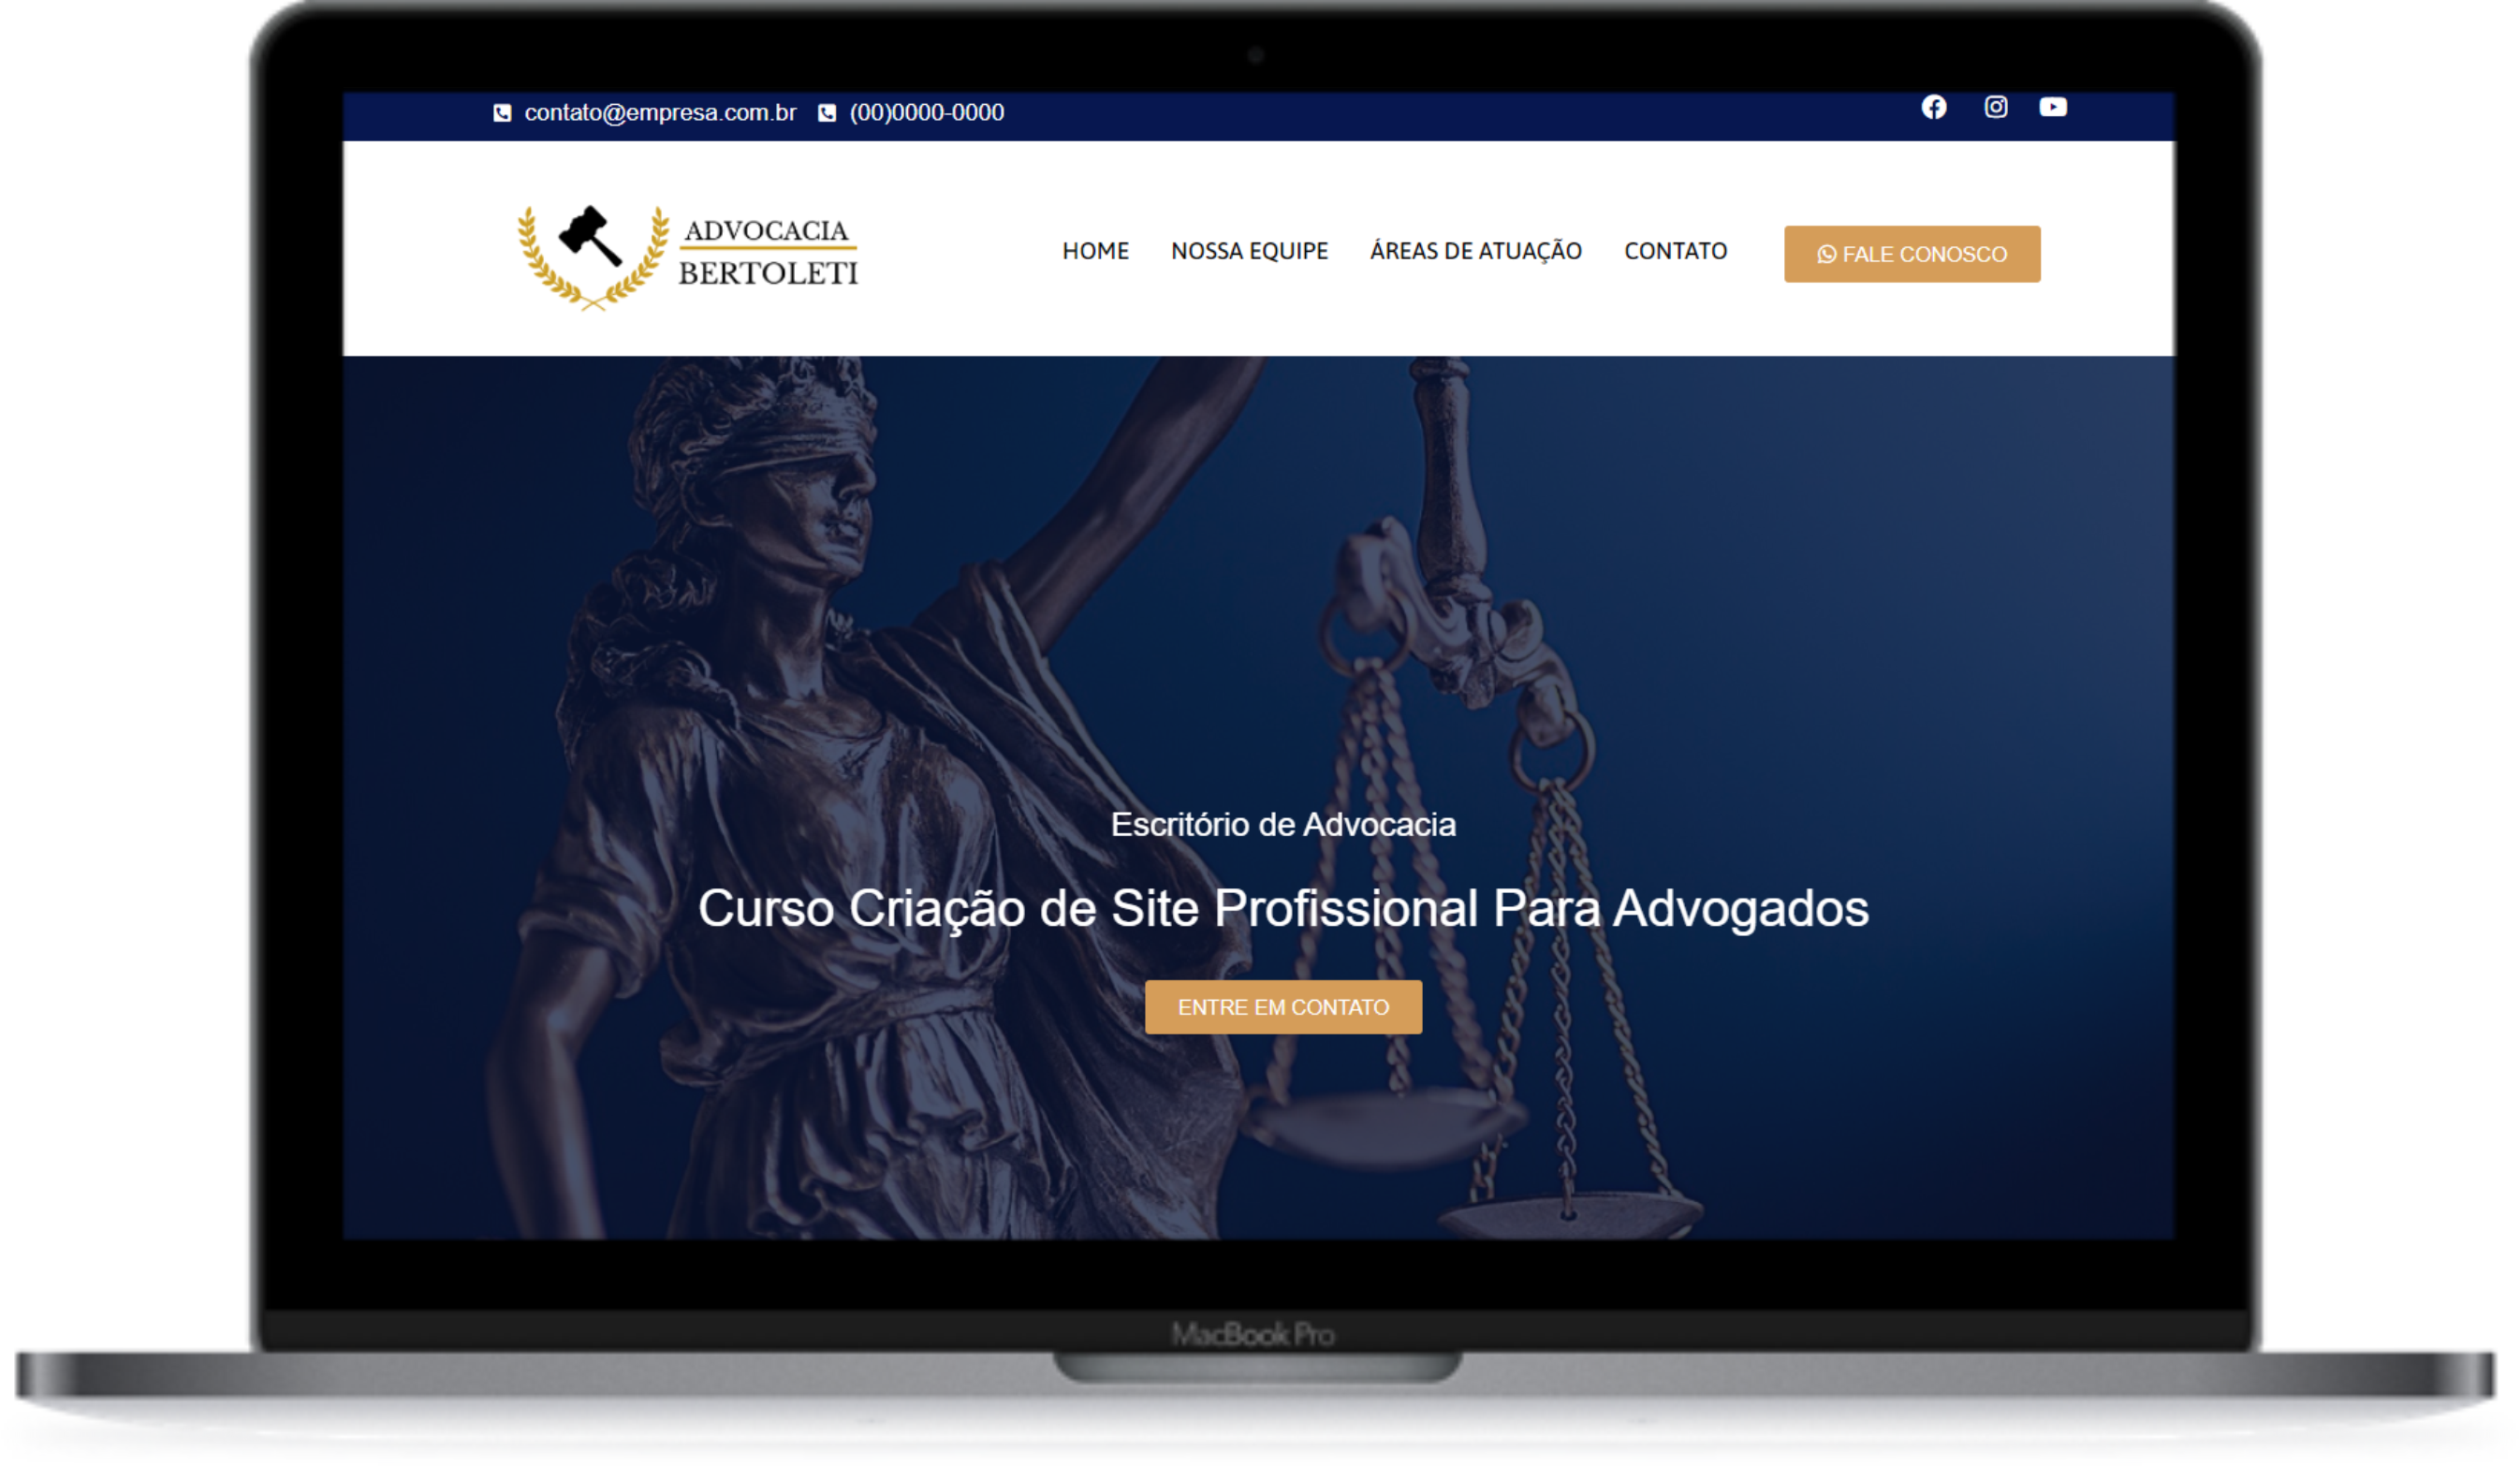 contato@empresa.com.br (00)0000-0000
ADVOCACIA
BERTOLETI
HOME NOSSA EQUIPE ÁREAS DE ATUAÇÃO CONTATO FALE CONOSCO
Escritório de Advocacia
Curso Criação de Site Profissional Para Advogados
ENTRE EM CONTATO
MacBook Pro